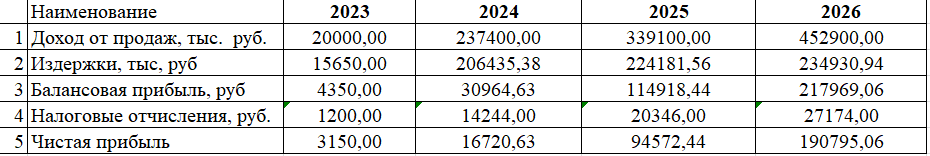 Наименование 2023 2024 2025 2026
1 Доход от продаж, тыс. руб. 20000,00 237400,00 339100,00 452900,00
2 Издержки, тыс, руб 15650,00 206435,38 224181,56 234930,94
3 Балансовая прибыль, руб 4350,00 30964,63 114918,44 217969,06
4 Налоговые отчисления, руб. 1200,00 14244,00 20346,00 27174,00
5 Чистая прибыль 3150,00 16720,63 94572,44 190795,06